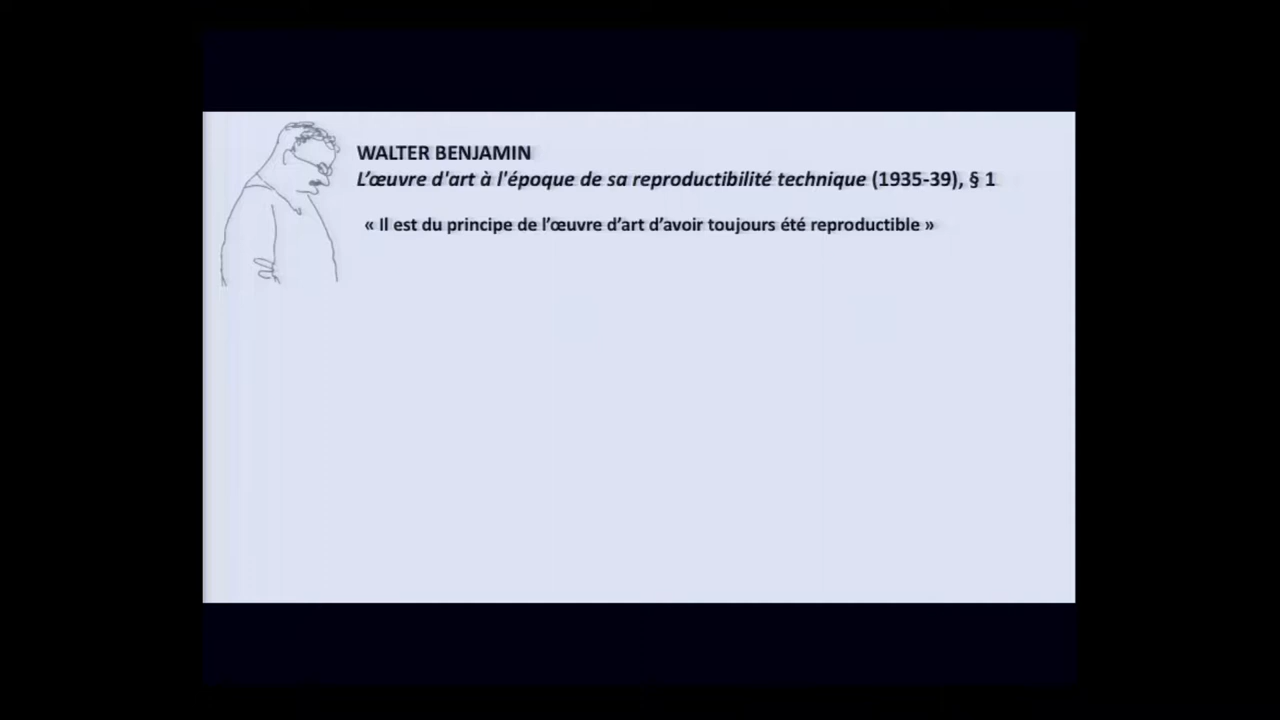 WALTER BENJAMIN
L’œuvre d'art à l'époque de sa reproductibilité technique (1935-39), § 1
« Il est du principe de l’œuvre d’art d’avoir toujours été reproductible »